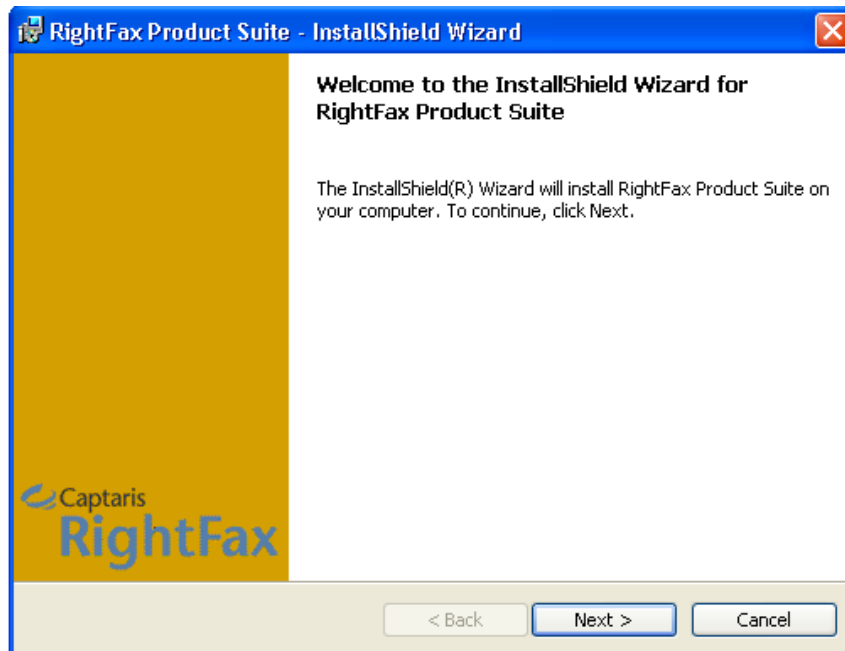 RightFax Product Suite - InstallShield Wizard
Welcome to the InstallShield Wizard for
RightFax Product Suite
The InstallShield(R) Wizard will install RightFax Product Suite on
your computer. To continue, click Next.
Captaris
RightFax
< Back Next > Cancel